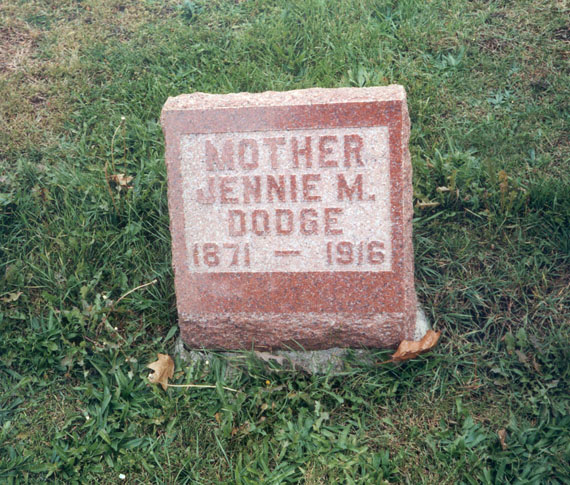 MOTHER
JENNIE M.
DODGE
1871 — 1916